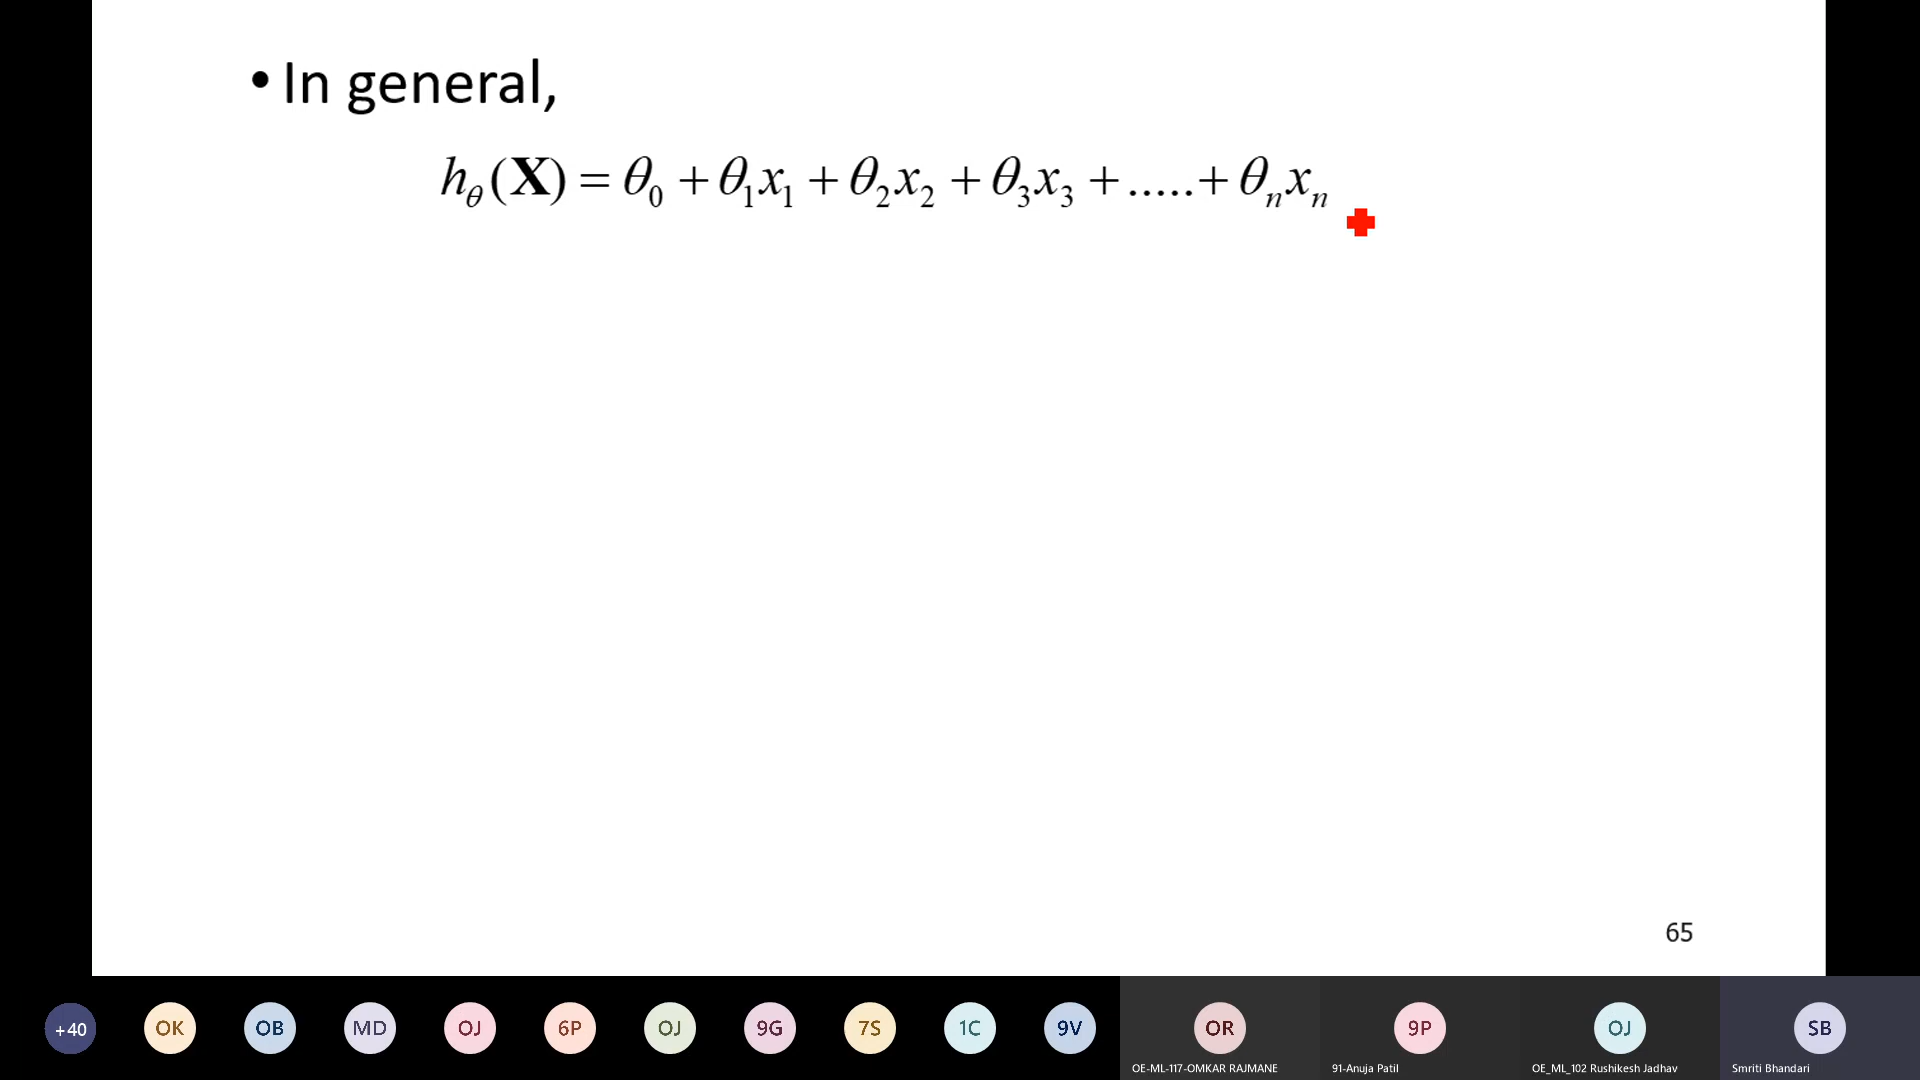 • In general,
hθ(X) = θ0 + θ1x1 + θ2x2 + θ3x3 + ..... + θnxn
65
+40 OK OB MD OJ 6P OJ 9G 7S 1C 9V OR 9P OJ SB
OE-ML-117-OMKAR RAJMANE 91-Anuja Patil OE_ML_102 Rushikesh Jadhav Smriti Bhandari